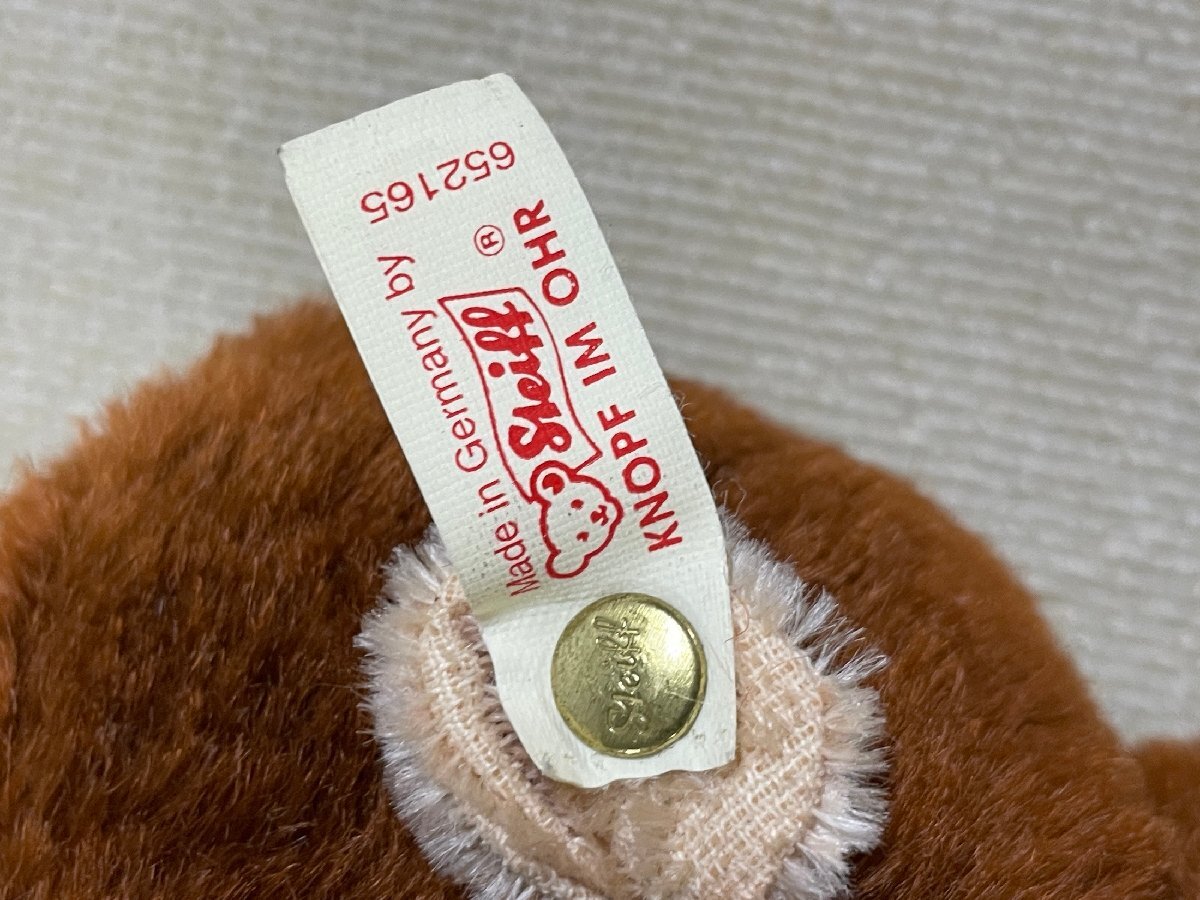 652165
Made in Germany by
Steiff ®
KNOPF IM OHR
Steiff